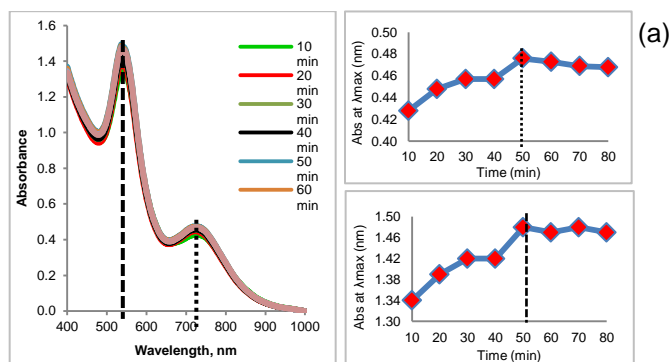 1.6
1.4
1.2
1.0
0.8
0.6
0.4
0.2
0.0
Absorbance
400 500 600 700 800 900 1000
Wavelength, nm
10
min
20
min
30
min
40
min
50
min
60
min
(a)
0.50
0.48
0.46
0.44
0.42
0.40
Abs at λmax (nm)
10 20 30 40 50 60 70 80
Time (min)
1.50
1.46
1.42
1.38
1.34
1.30
Abs at λmax (nm)
10 20 30 40 50 60 70 80
Time (min)